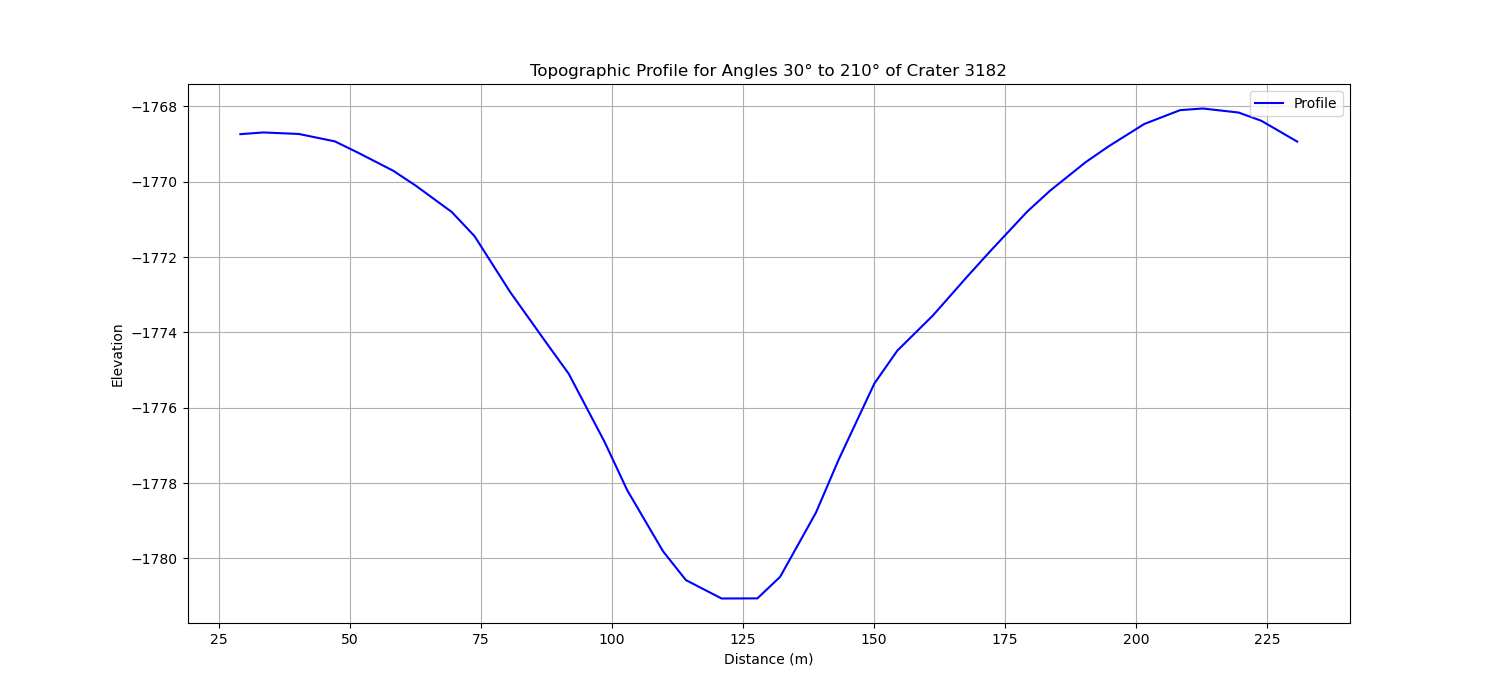 Topographic Profile for Angles 30° to 210° of Crater 3182
Profile
−1768
−1770
−1772
−1774
−1776
−1778
−1780
Elevation
25 50 75 100 125 150 175 200 225
Distance (m)